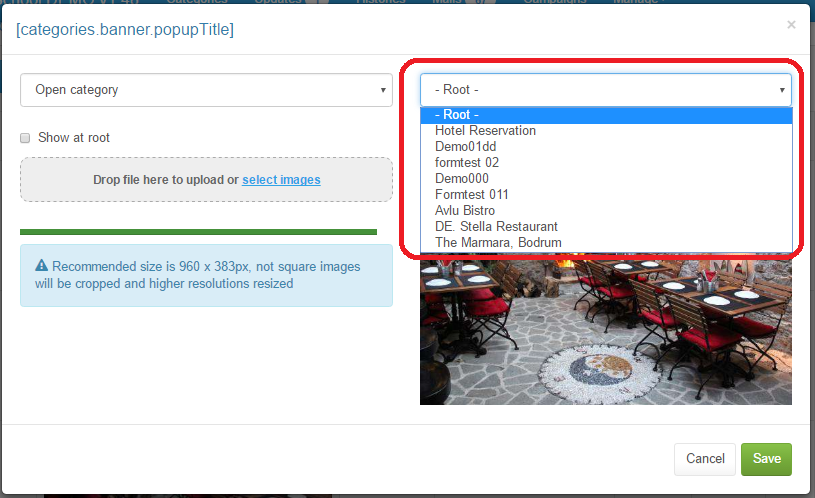 Categories
Campaigns
[categories.banner.popupTitle]
×
Open category
- Root -
- Root -
Hotel Reservation
Demo01dd
formtest 02
Demo000
Formtest 011
Avlu Bistro
DE. Stella Restaurant
The Marmara, Bodrum
Show at root
Drop file here to upload or select images
Recommended size is 960 x 383px, not square images
will be cropped and higher resolutions resized
Cancel
Save